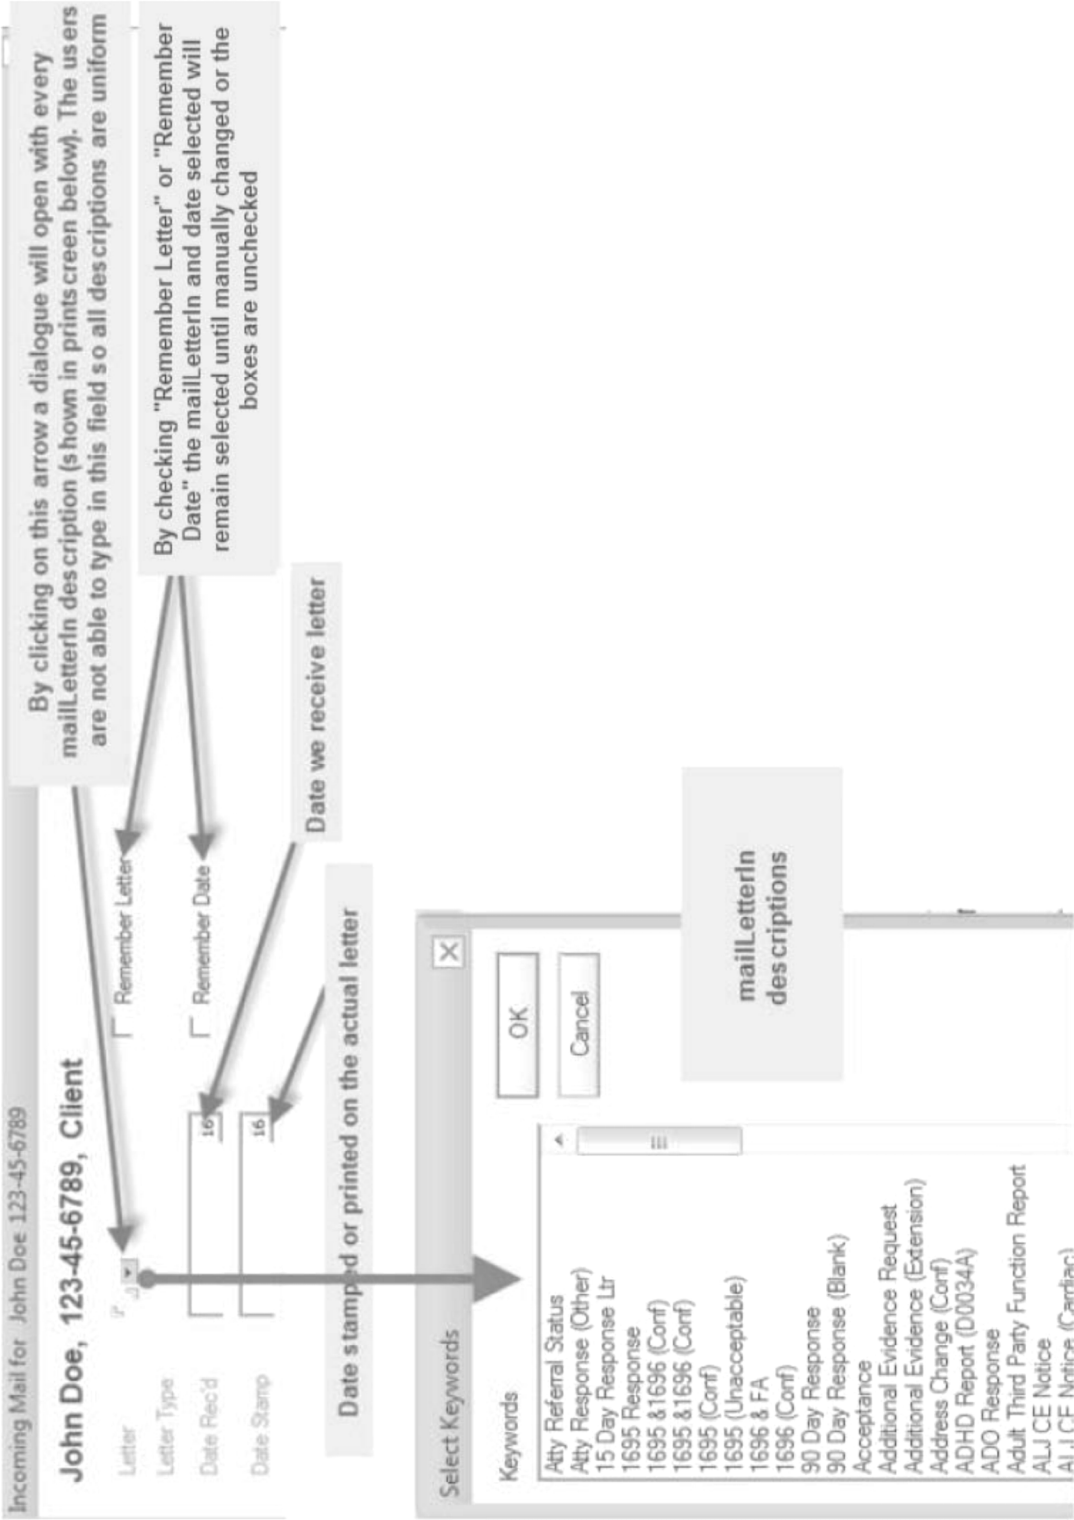 Incoming Mail for John Doe 123-45-6789
John Doe, 123-45-6789, Client
By clicking on this arrow a dialogue will open with every
mailLetterIn description (shown in printscreen below). The users
are not able to type in this field so all descriptions are uniform
Letter
Remember Letter
Letter Type
Date Rec'd
16
Remember Date
Date Stamp
16
By checking "Remember Letter" or "Remember
Date" the mailLetterIn and date selected will
remain selected until manually changed or the
boxes are unchecked
Date we receive letter
Date stamped or printed on the actual letter
Select Keywords
Keywords
OK
Cancel
Atty Referral Status
Atty Response (Other)
15 Day Response Ltr
1695 Response
1695 &1696 (Conf)
1695 &1696 (Conf)
1695 (Conf)
1695 (Unacceptable)
1696 & FA
1696 (Conf)
90 Day Response
90 Day Response (Blank)
Acceptance
Additional Evidence Request
Additional Evidence (Extension)
Address Change (Conf)
ADHD Report (D0034A)
ADO Response
Adult Third Party Function Report
ALJ CE Notice
ALJ CE Notice (Cardiac)
mailLetterIn
descriptions